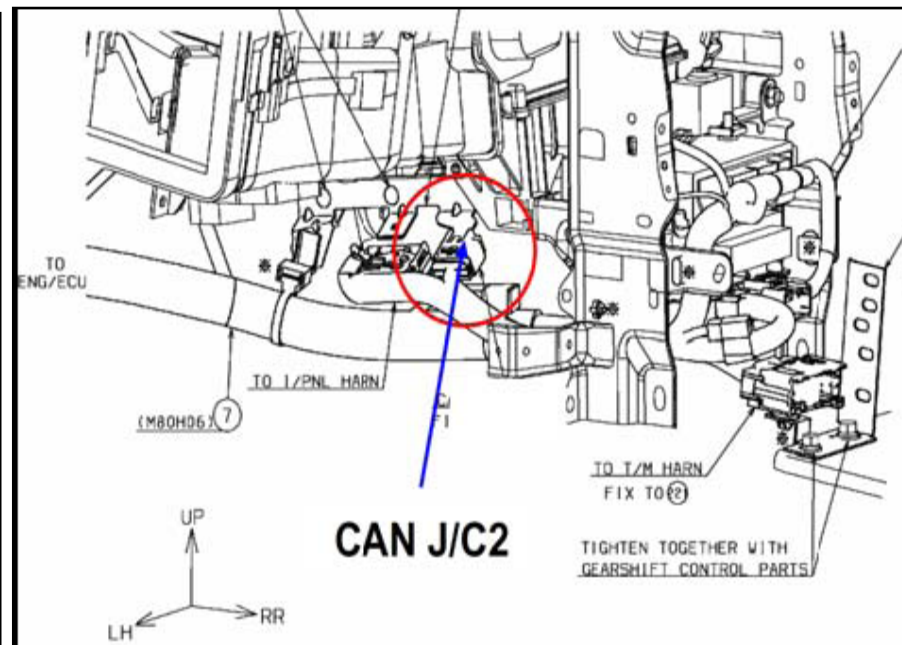 TO
ENG/ECU
TO I/PNL HARN
(M80H06)
7
CAN J/C2
TO T/M HARN
FIX TO
TIGHTEN TOGETHER WITH
GEARSHIFT CONTROL PARTS
UP
LH
RR